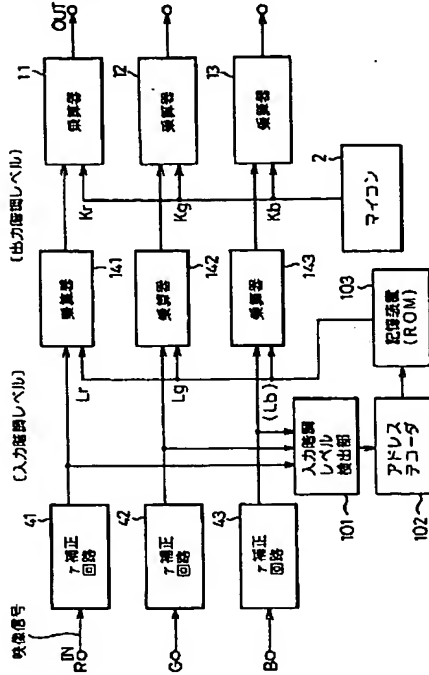 映像信号
〔入力階調レベル〕
〔出力階調レベル〕
IN
R
41
γ補正
回路
141
乗算器
11
乗算器
OUT
Lr
Kr
G
42
γ補正
回路
142
乗算器
12
乗算器
Lg
Kg
B
43
γ補正
回路
143
乗算器
13
乗算器
(Lb)
Kb
入力階調
レベル
検出部
101
アドレス
デコーダ
102
記憶装置
(ROM)
103
マイコン
2